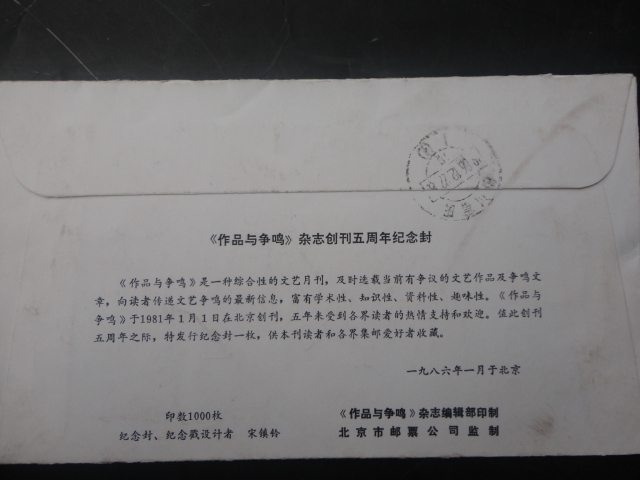 《作品与争鸣》杂志创刊五周年纪念封
《作品与争鸣》是一种综合性的文艺月刊，及时选载当前有争议的文艺作品及争鸣文
章，向读者传递文艺争鸣的最新信息，富有学术性、知识性、资料性、趣味性。《作品与
争鸣》于1981年1月1日在北京创刊，五年来受到各界读者的热情支持和欢迎。值此创刊
五周年之际，特发行纪念封一枚，供本刊读者和各界集邮爱好者收藏。
一九八六年一月于北京
印数1000枚
纪念封、纪念戳设计者 宋镇铃
《作品与争鸣》杂志编辑部印制
北京市邮票公司监制